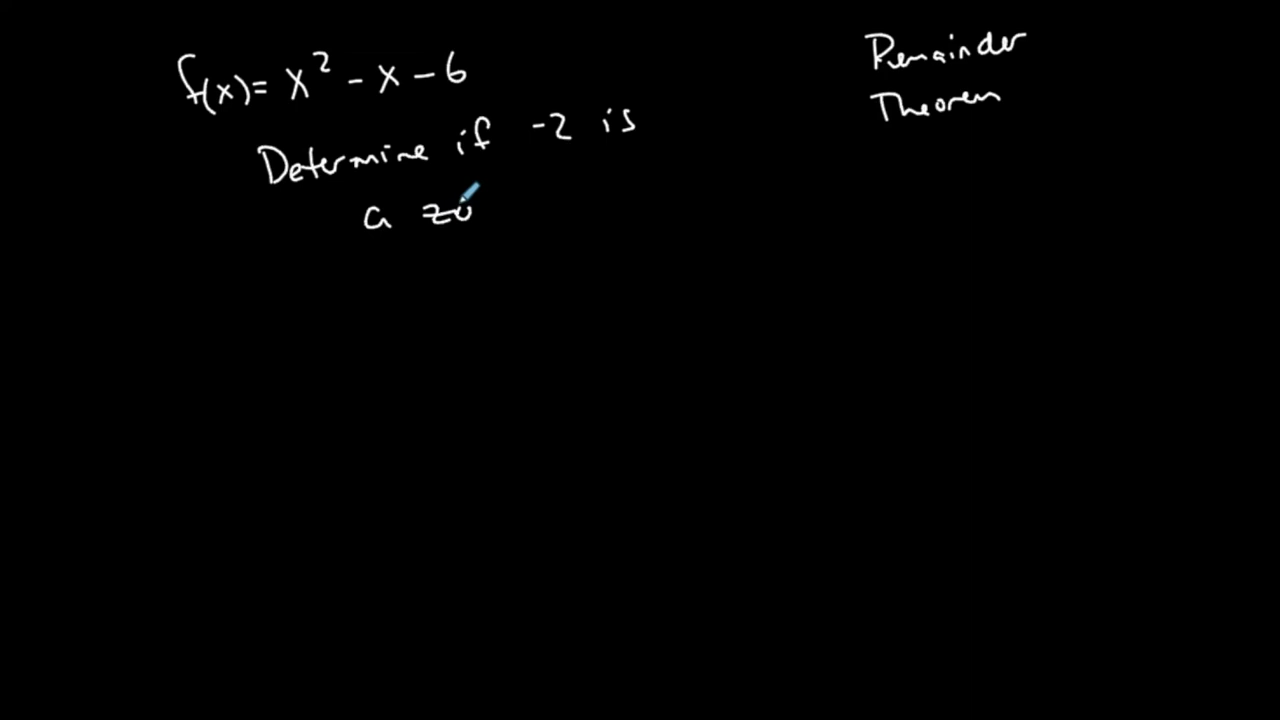 f(x) = x² - x - 6
Determine if -2 is
a
Remainder
Theorem